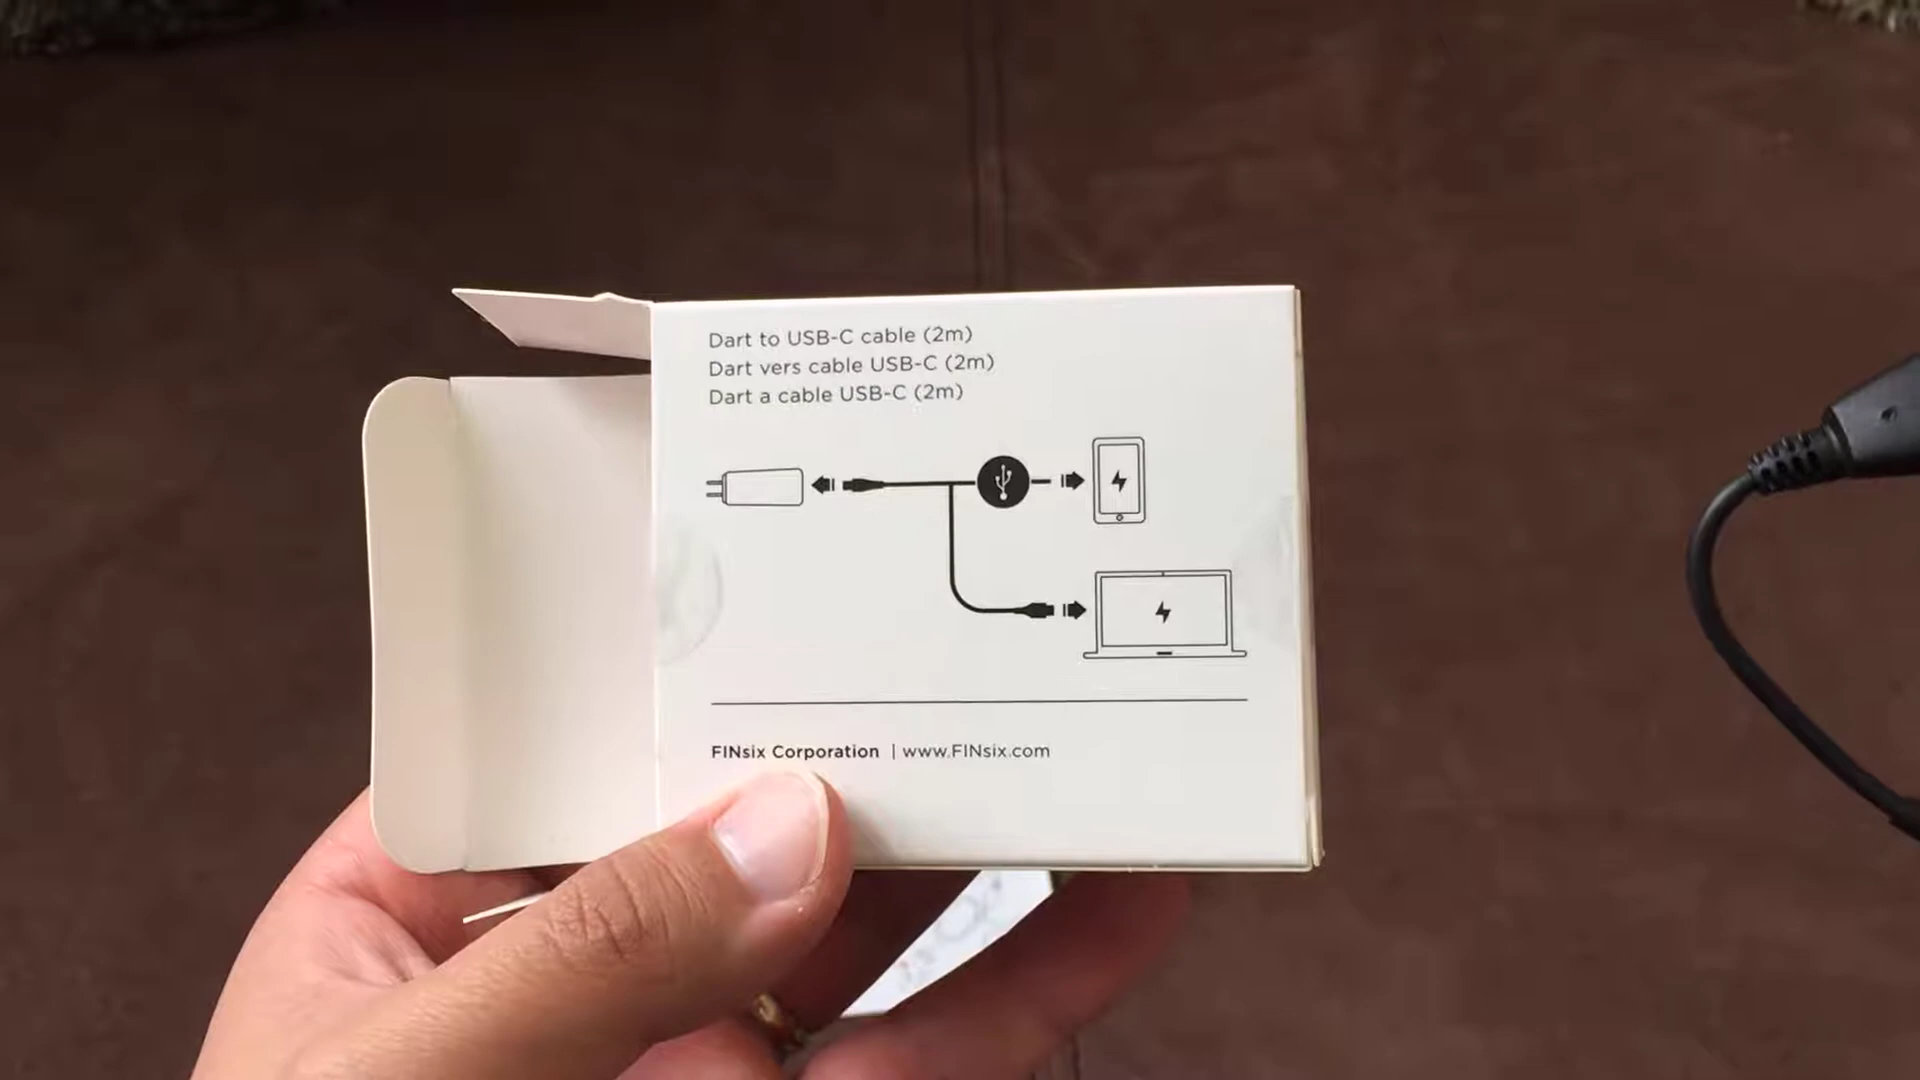 Dart to USB-C cable (2m)
Dart vers cable USB-C (2m)
Dart a cable USB-C (2m)
FINsix Corporation | www.FINsix.com